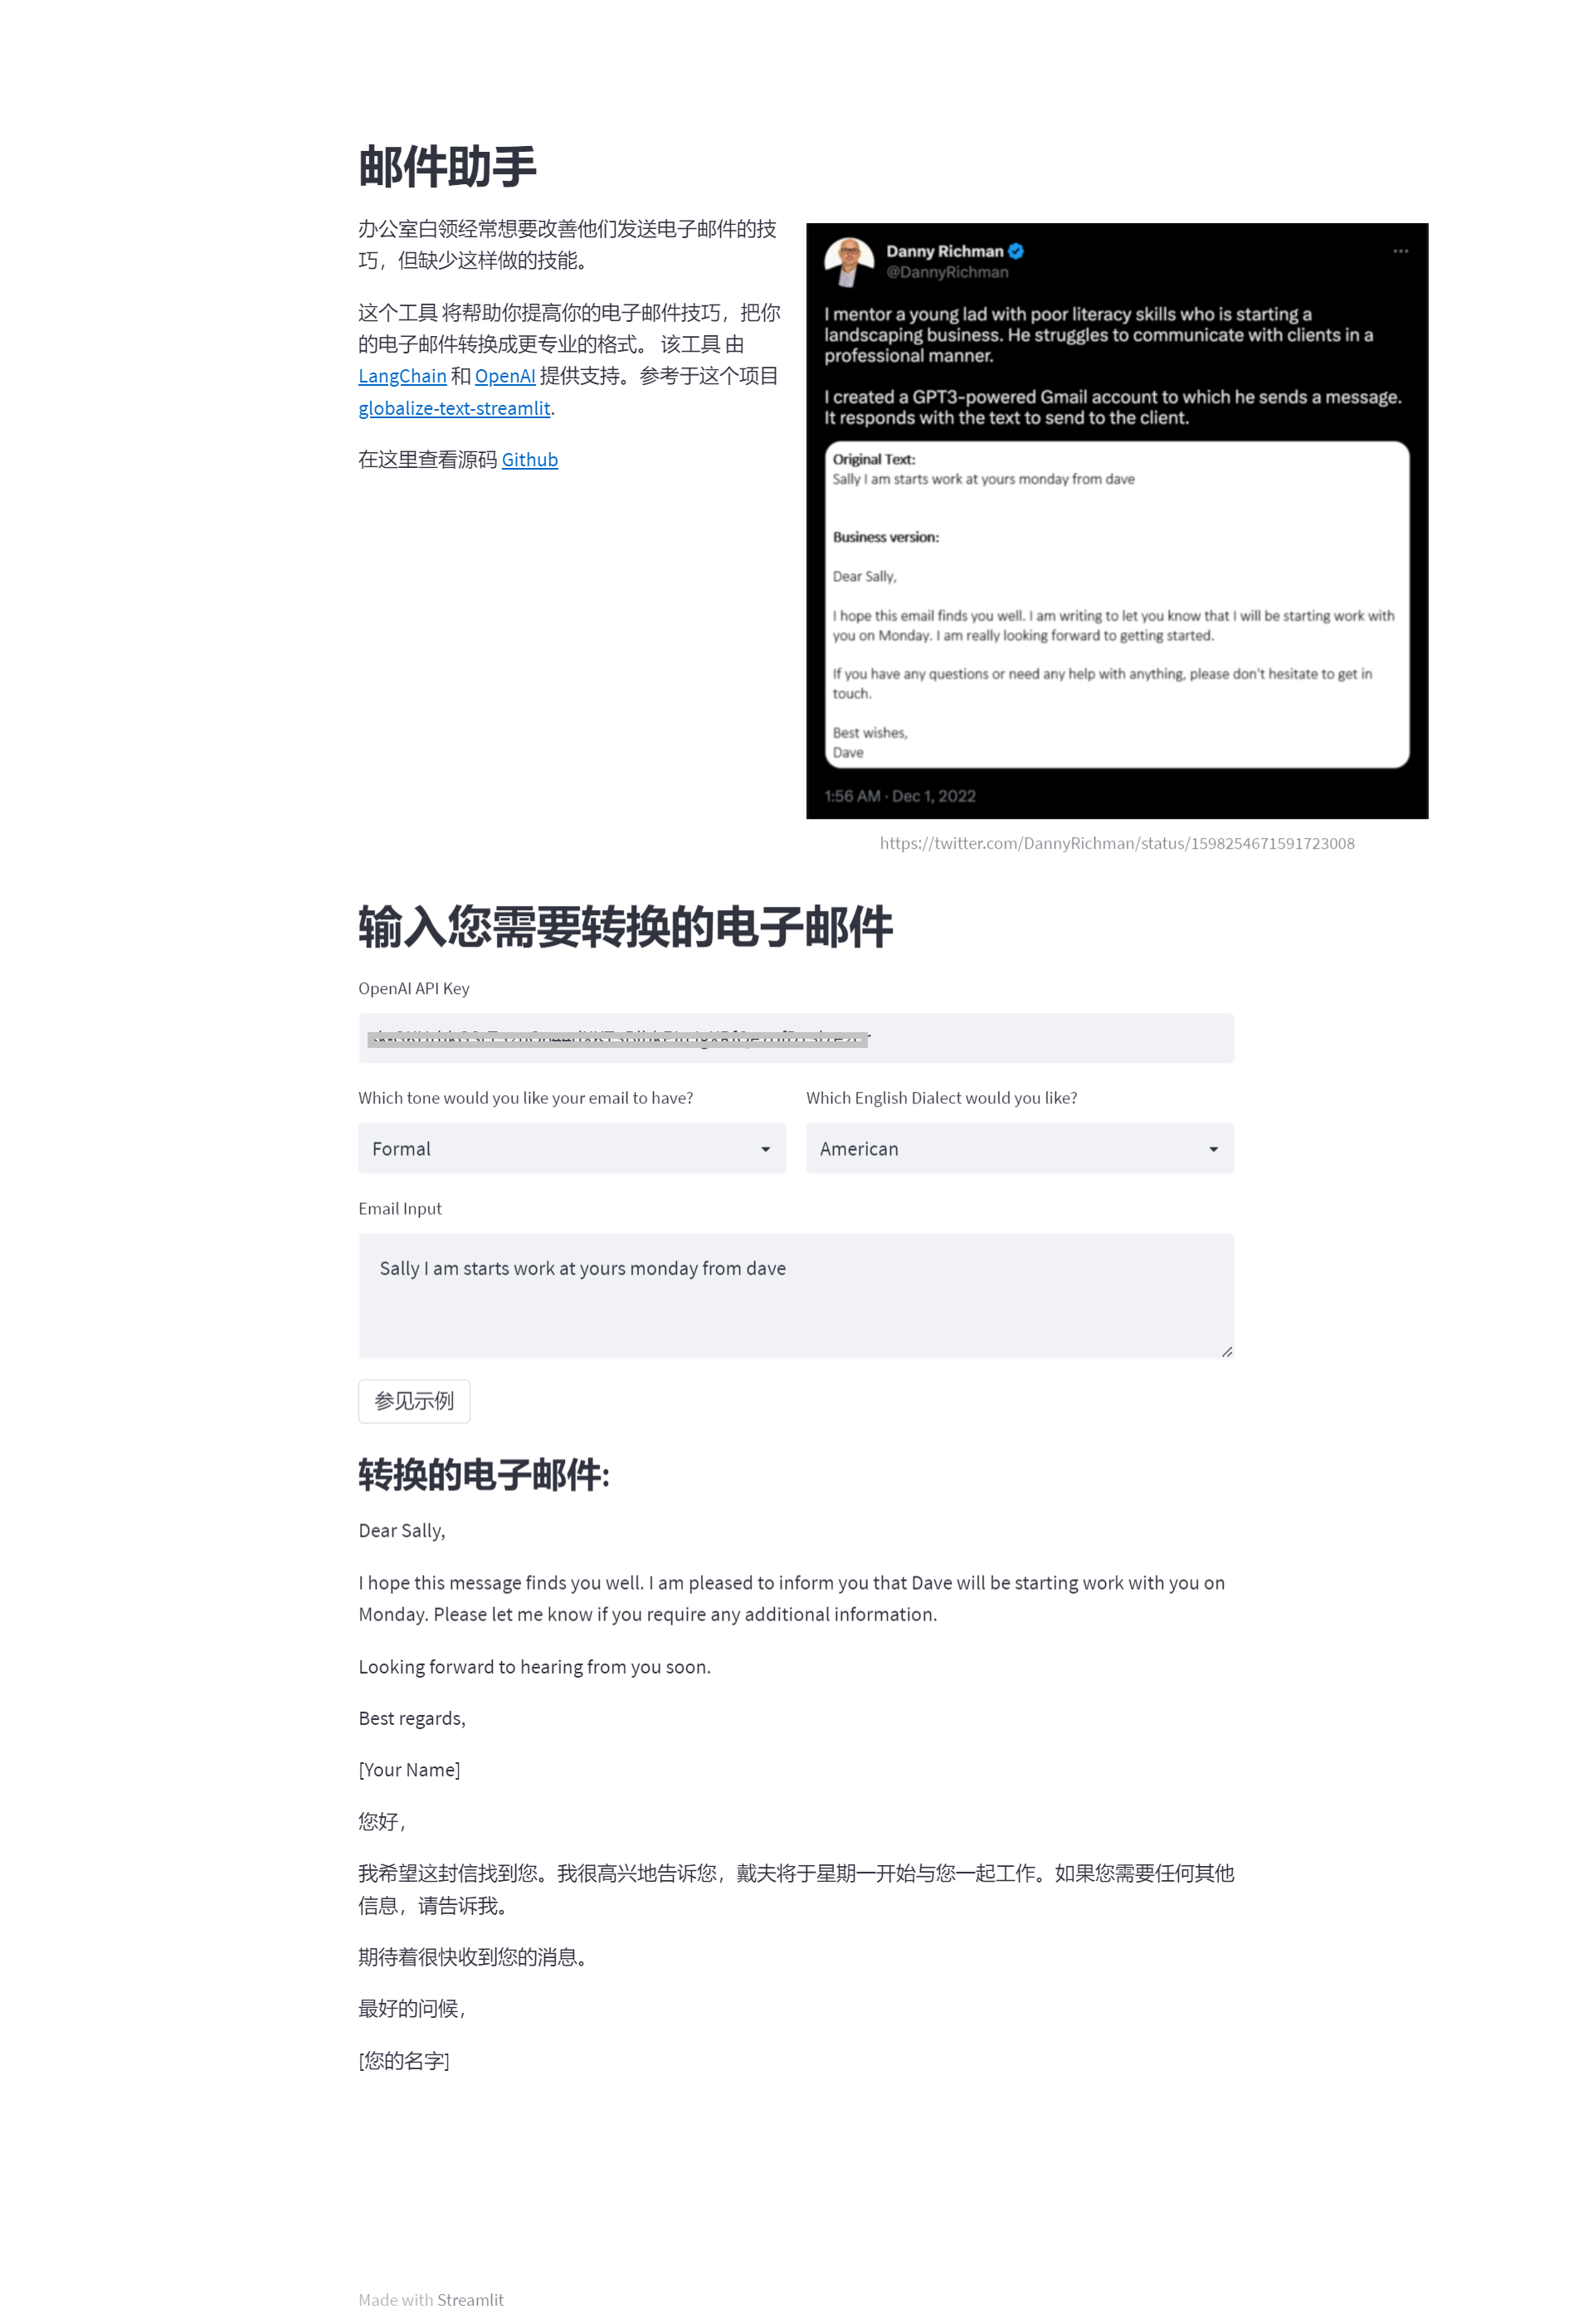 邮件助手
办公室白领经常想要改善他们发送电子邮件的技
巧，但缺少这样做的技能。
这个工具 将帮助你提高你的电子邮件技巧，把你
的电子邮件转换成更专业的格式。 该工具 由
LangChain 和 OpenAI 提供支持。参考于这个项目
globalize-text-streamlit.
在这里查看源码 Github
Danny Richman
@DannyRichman
I mentor a young lad with poor literacy skills who is starting a
landscaping business. He struggles to communicate with clients in a
professional manner.
I created a GPT3-powered Gmail account to which he sends a message.
It responds with the text to send to the client.
Original Text:
Sally I am starts work at yours monday from dave
Business version:
Dear Sally,
I hope this email finds you well. I am writing to let you know that I will be starting work with
you on Monday. I am really looking forward to getting started.
If you have any questions or need any help with anything, please don't hesitate to get in
touch.
Best wishes,
Dave
1:56 AM · Dec 1, 2022
https://twitter.com/DannyRichman/status/1598254671591723008
输入您需要转换的电子邮件
OpenAI API Key
Which tone would you like your email to have?
Which English Dialect would you like?
Formal
American
Email Input
Sally I am starts work at yours monday from dave
参见示例
转换的电子邮件:
Dear Sally,
I hope this message finds you well. I am pleased to inform you that Dave will be starting work with you on
Monday. Please let me know if you require any additional information.
Looking forward to hearing from you soon.
Best regards,
[Your Name]
您好，
我希望这封信找到您。我很高兴地告诉您，戴夫将于星期一开始与您一起工作。如果您需要任何其他
信息，请告诉我。
期待着很快收到您的消息。
最好的问候，
[您的名字]
Made with Streamlit